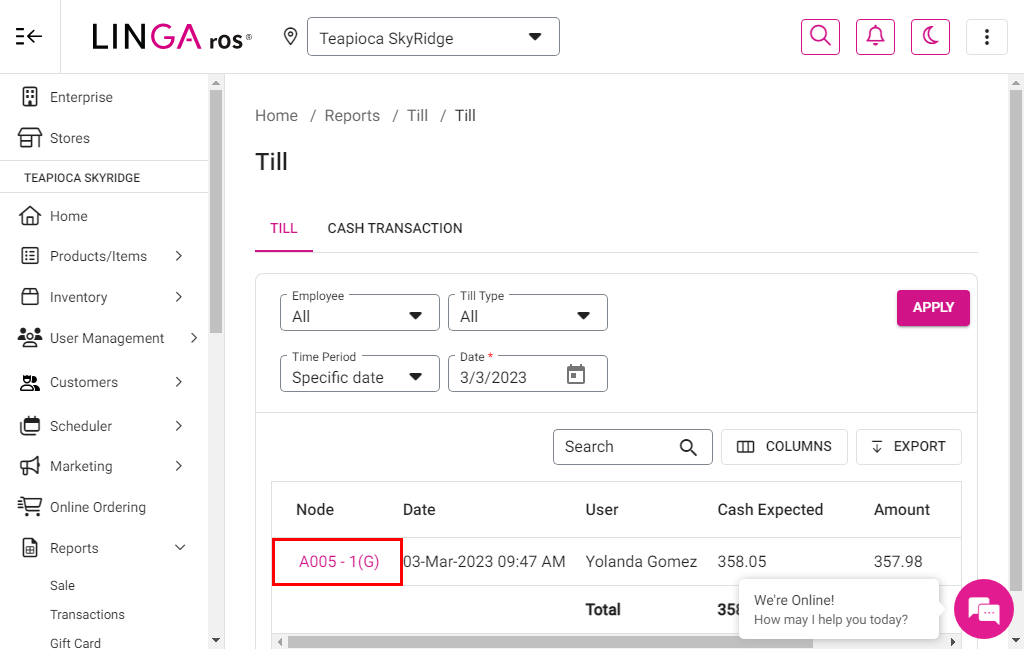 LINGA ros®
Teapioca SkyRidge
Enterprise
Stores
TEAPIOCA SKYRIDGE
Home
Products/Items
Inventory
User Management
Customers
Scheduler
Marketing
Online Ordering
Reports
Sale
Transactions
Gift Card
Home / Reports / Till / Till
Till
TILL CASH TRANSACTION
Employee
All
Till Type
All
APPLY
Time Period
Specific date
Date *
3/3/2023
Search
COLUMNS
EXPORT
Node Date User Cash Expected Amount
A005 - 1(G) 03-Mar-2023 09:47 AM Yolanda Gomez 358.05 357.98
Total
We're Online!
How may I help you today?